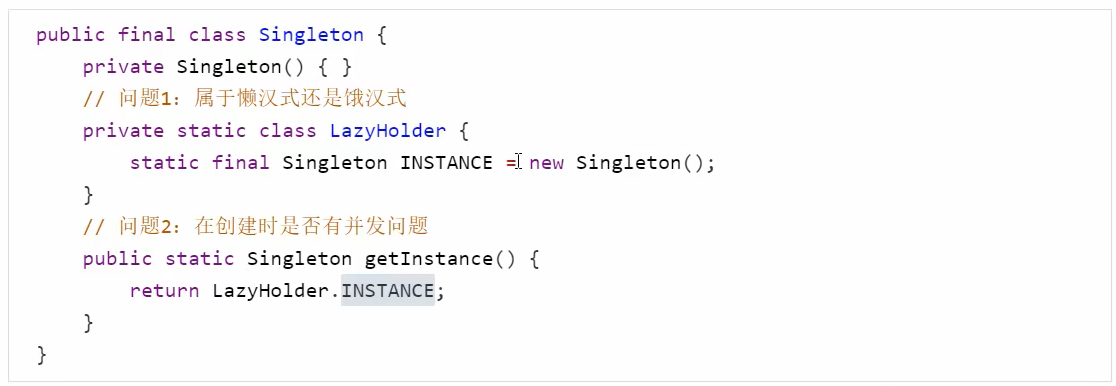 public final class Singleton {
private Singleton() { }
// 问题1：属于懒汉式还是饿汉式
private static class LazyHolder {
static final Singleton INSTANCE = new Singleton();
}
// 问题2：在创建时是否有并发问题
public static Singleton getInstance() {
return LazyHolder.INSTANCE;
}
}